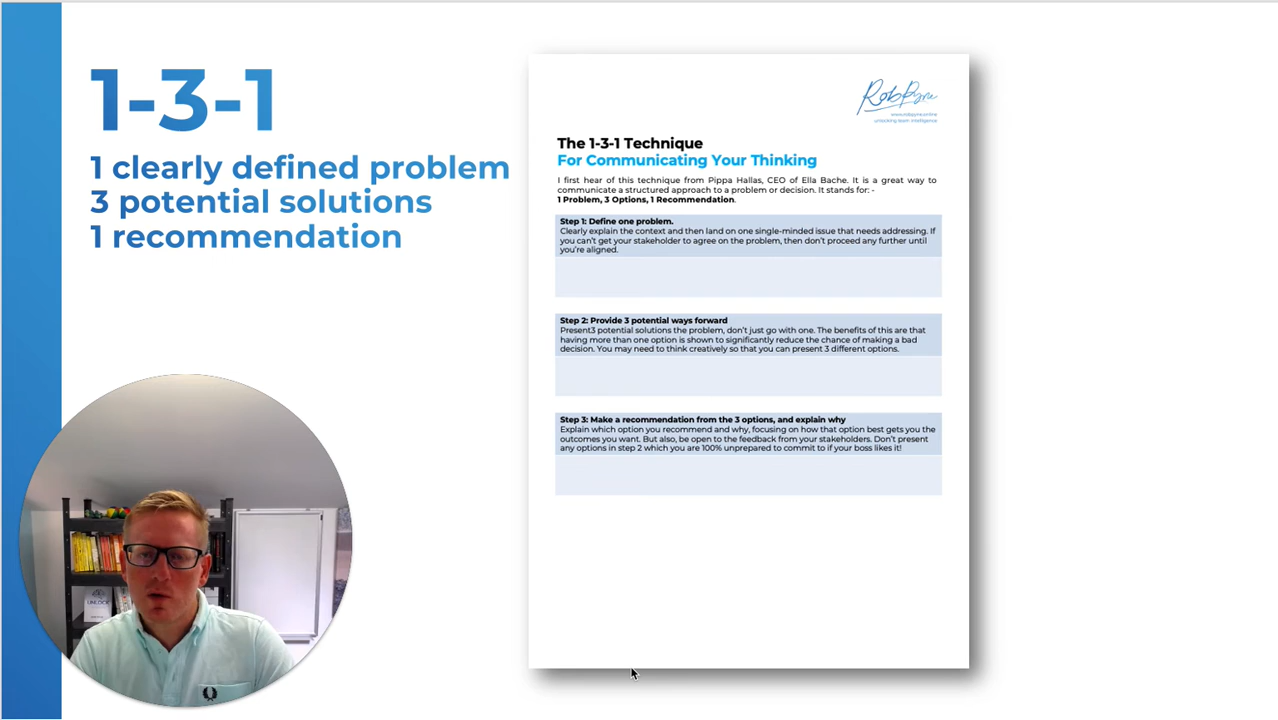 1-3-1
1 clearly defined problem
3 potential solutions
1 recommendation
Rob Pyne
www.robpyne.online
unlocking team intelligence
The 1-3-1 Technique
For Communicating Your Thinking
I first hear of this technique from Pippa Hallas, CEO of Ella Bache. It is a great way to
communicate a structured approach to a problem or decision. It stands for: -
1 Problem, 3 Options, 1 Recommendation.
Step 1: Define one problem.
Clearly explain the context and then land on one single-minded issue that needs addressing. If
you can't get your stakeholder to agree on the problem, then don't proceed any further until
you're aligned.
Step 2: Provide 3 potential ways forward
Present3 potential solutions the problem, don't just go with one. The benefits of this are that
having more than one option is shown to significantly reduce the chance of making a bad
decision. You may need to think creatively so that you can present 3 different options.
Step 3: Make a recommendation from the 3 options, and explain why
Explain which option you recommend and why, focusing on how that option best gets you the
outcomes you want. But also, be open to the feedback from your stakeholders. Don't present
any options in step 2 which you are 100% unprepared to commit to if your boss likes it!
UNLOCK